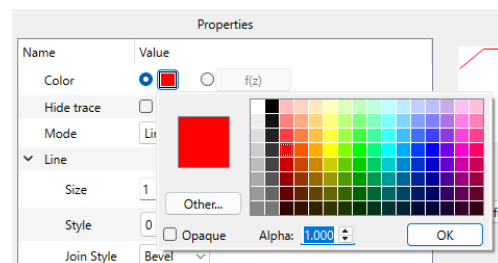 Properties
Name Value
Color f(z)
Hide trace
Mode Lin
Line
Size 1
Other...
Style 0
Opaque Alpha: 1.000 OK
Join Style Bevel